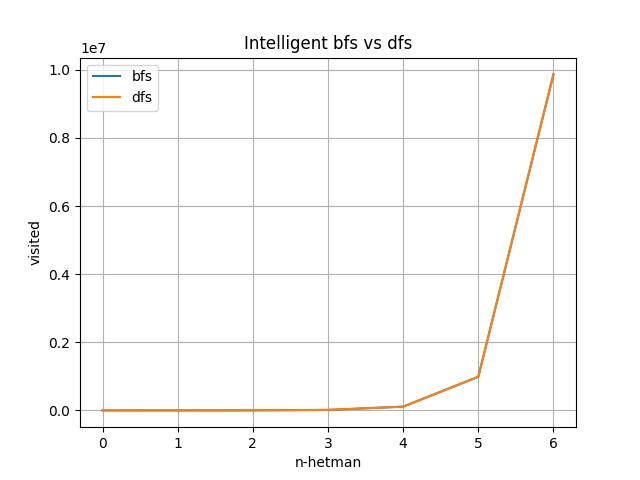 Intelligent bfs vs dfs
1e7
bfs
dfs
1.0
0.8
0.6
0.4
0.2
0.0
visited
0 1 2 3 4 5 6
n-hetman